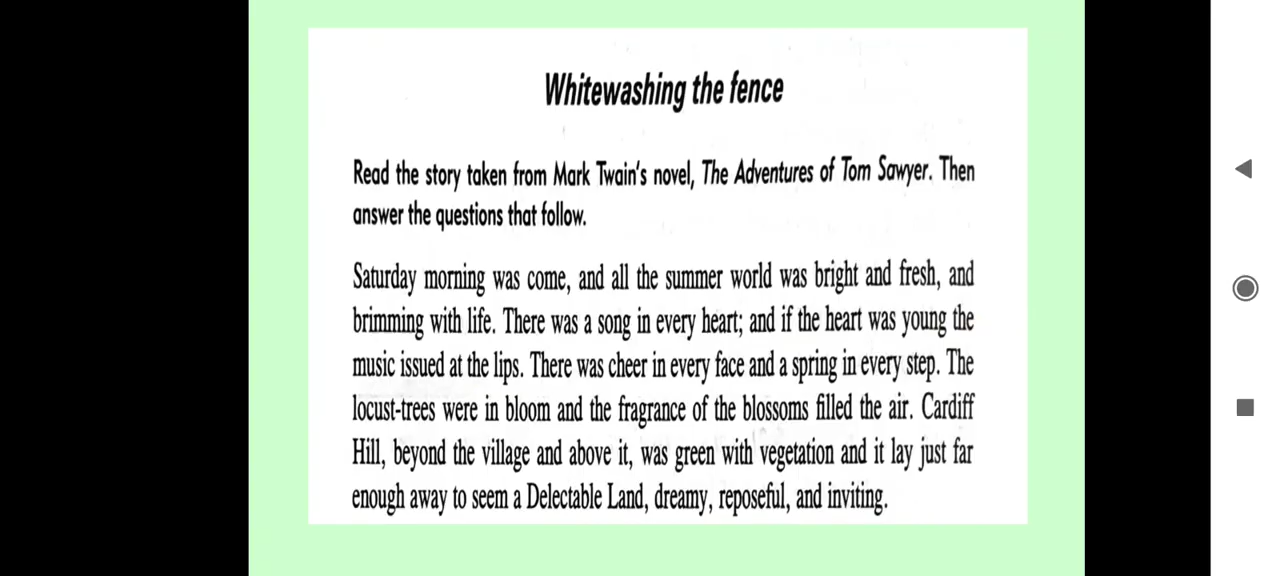 Whitewashing the fence
Read the story taken from Mark Twain's novel, The Adventures of Tom Sawyer. Then
answer the questions that follow.
Saturday morning was come, and all the summer world was bright and fresh, and
brimming with life. There was a song in every heart; and if the heart was young the
music issued at the lips. There was cheer in every face and a spring in every step. The
locust-trees were in bloom and the fragrance of the blossoms filled the air. Cardiff
Hill, beyond the village and above it, was green with vegetation and it lay just far
enough away to seem a Delectable Land, dreamy, reposeful, and inviting.